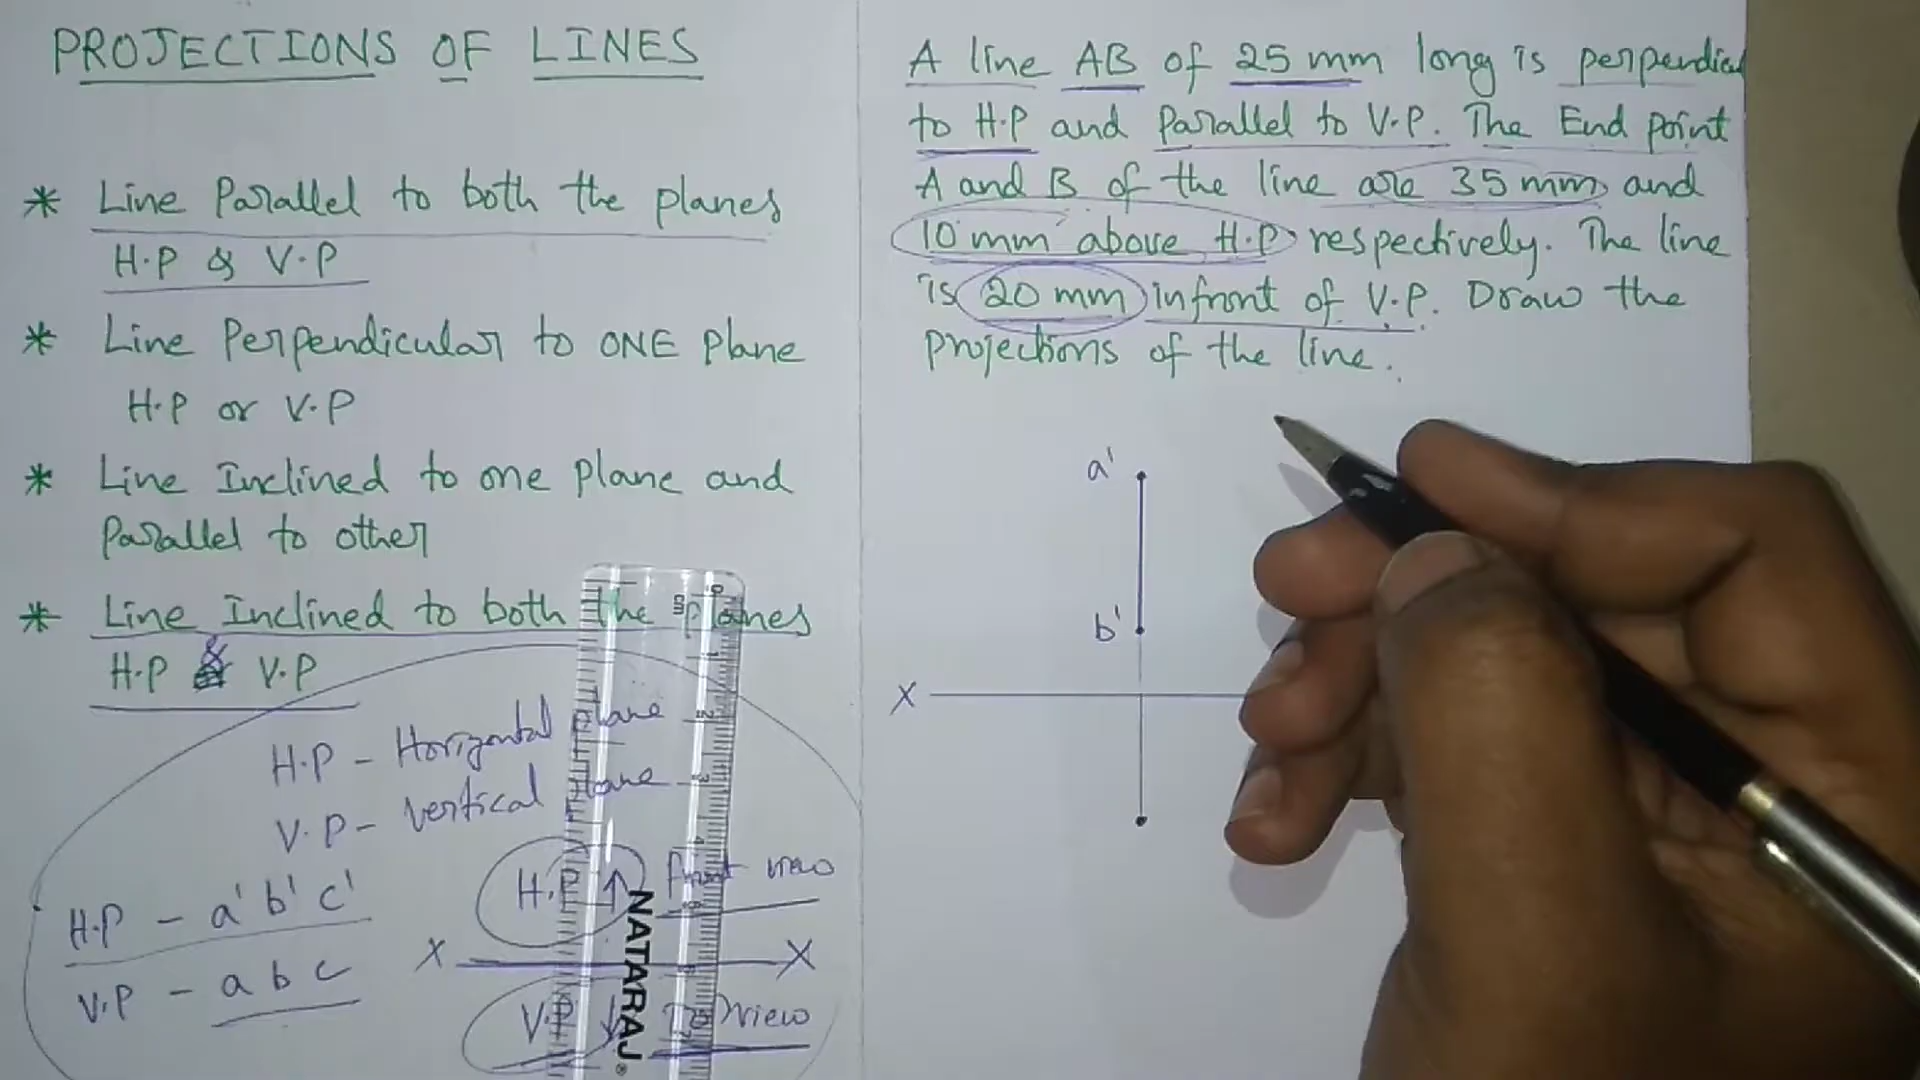 PROJECTIONS OF LINES
* Line Parallel to both the planes
H.P & V.P
* Line Perpendicular to ONE Plane
H.P or V.P
* Line Inclined to one Plane and
Parallel to other
* Line Inclined to both the planes
H.P & V.P
H.P - Horizontal Plane
V.P - Vertical Plane
H.P ↑ front view
H.P - a' b' c'
X X
V.P - a b c
V.P ↓ view
NATARAJ
A line AB of 25 mm long is
to H.P and Parallel to V.P. The End point
A and B of the line are 35 mm and
10 mm above H.P respectively. The line
is 20 mm infront of V.P. Draw the
projections of the line.
a'
b'
X